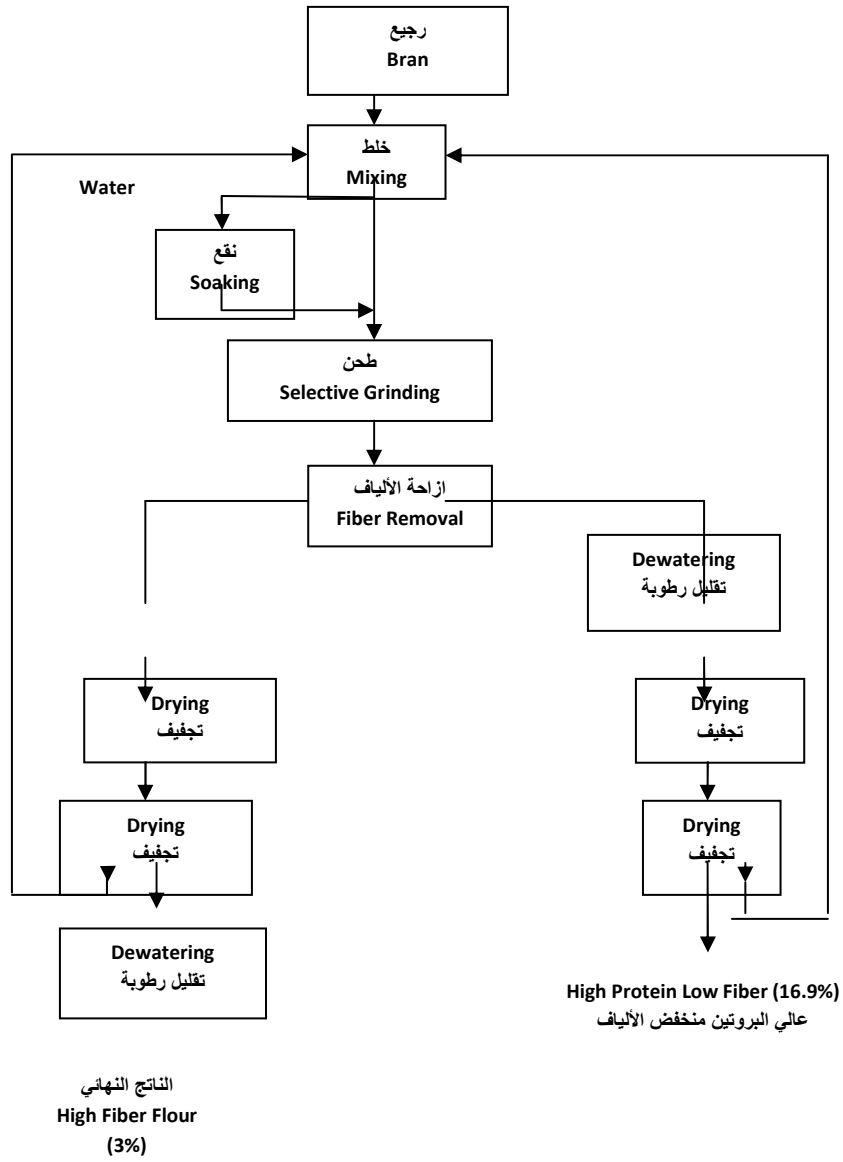 رجيع
Bran
خلط
Mixing
Water
نقع
Soaking
طحن
Selective Grinding
ازاحة الألياف
Fiber Removal
Dewatering
تقليل رطوبة
Drying
تجفيف
Drying
تجفيف
Drying
تجفيف
Drying
تجفيف
Dewatering
تقليل رطوبة
High Protein Low Fiber (16.9%)
عالي البروتين منخفض الألياف
الناتج النهائي
High Fiber Flour
(3%)